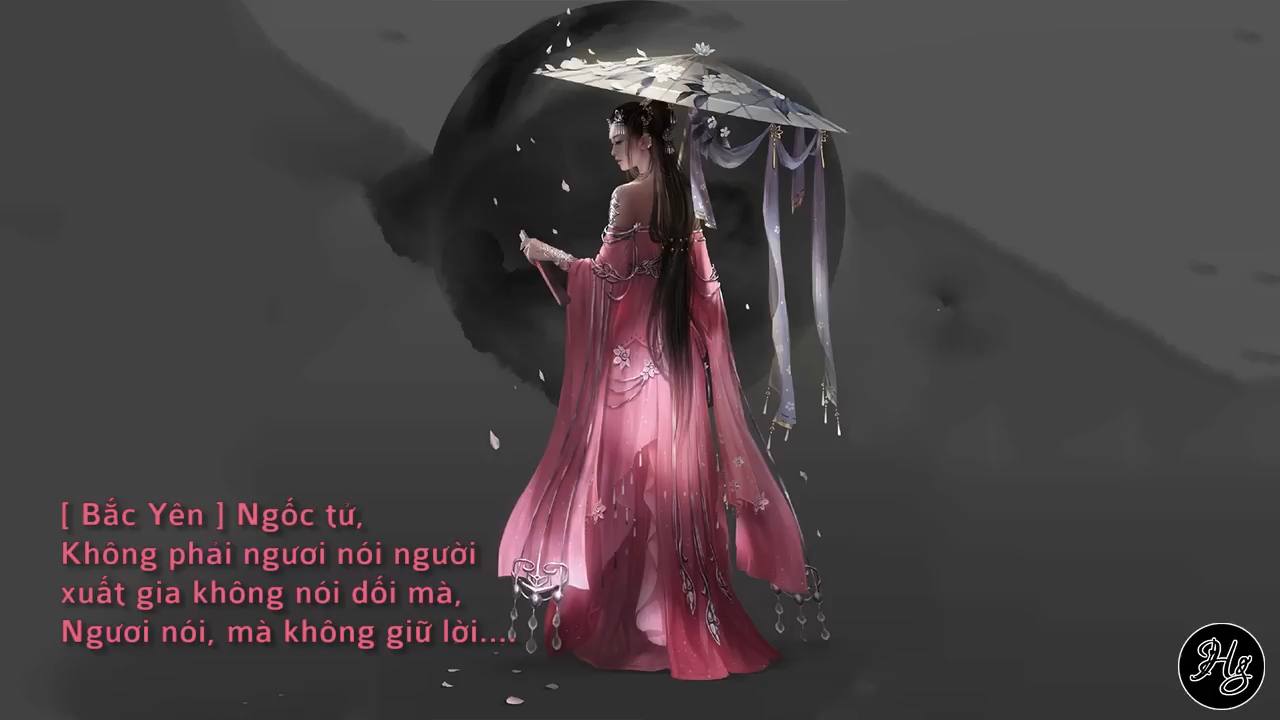 [ Bắc Yên ] Ngốc tử,
Không phải ngươi nói người
xuất gia không nói dối mà,
Ngươi nói, mà không giữ lời....
Hg